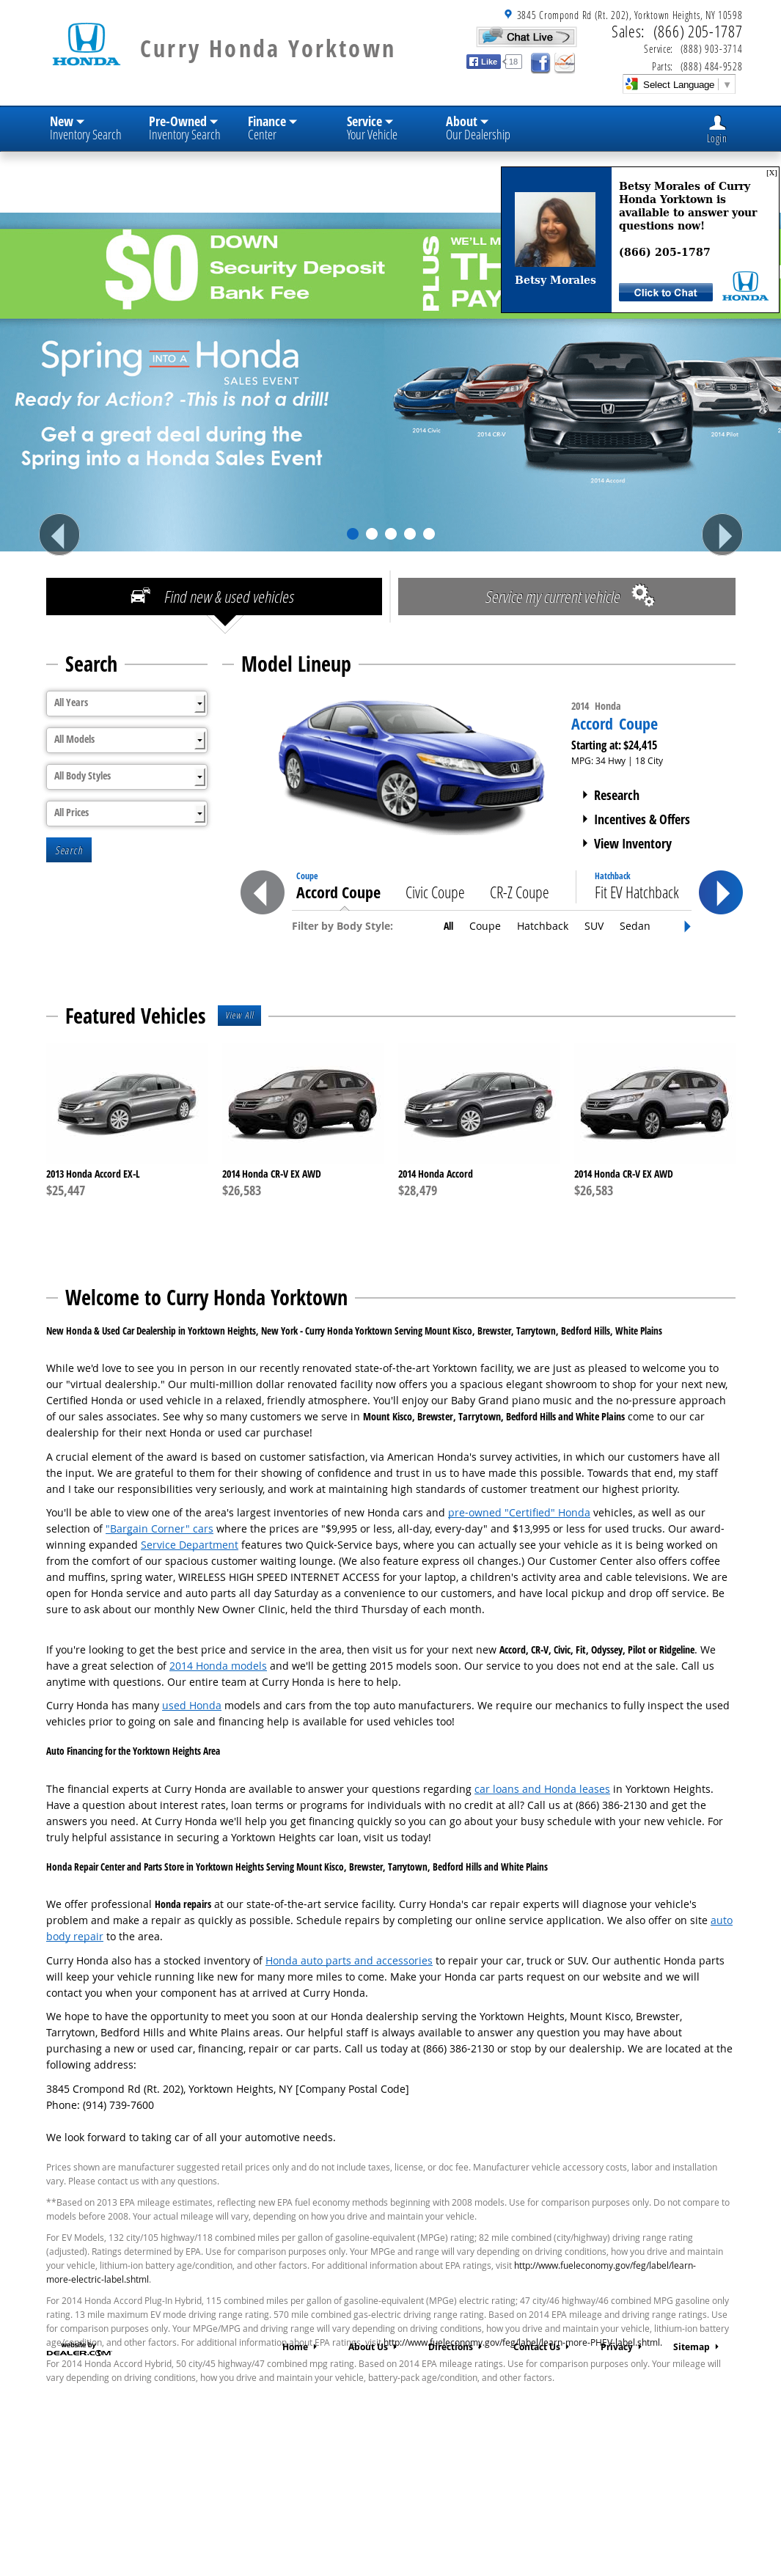 3845 Crompond Rd (Rt. 202), Yorktown Heights, NY 10598
HONDA
Curry Honda Yorktown
Chat Live
Sales: (866) 205-1787
Service: (888) 903-3714
Parts: (888) 484-9528
Like 18
Select Language ▼
New
Inventory Search
Pre-Owned
Inventory Search
Finance
Center
Service
Your Vehicle
About
Our Dealership
Login
[X]
Betsy Morales of Curry
Honda Yorktown is
available to answer your
questions now!
(866) 205-1787
Betsy Morales
Click to Chat
HONDA
$0
DOWN
Security Deposit
Bank Fee
PLUS
WE'LL M
TH
PAY
Spring INTO A Honda
SALES EVENT
Ready for Action? -This is not a drill!
Get a great deal during the
Spring into a Honda Sales Event
2014 Civic
2014 CR-V
2014 Accord
2014 Pilot
Find new & used vehicles
Service my current vehicle
Search
Model Lineup
All Years
All Models
All Body Styles
All Prices
Search
2014 Honda
Accord Coupe
Starting at: $24,415
MPG: 34 Hwy | 18 City
Research
Incentives & Offers
View Inventory
Coupe
Accord Coupe
Civic Coupe
CR-Z Coupe
Hatchback
Fit EV Hatchback
Filter by Body Style:
All
Coupe
Hatchback
SUV
Sedan
Featured Vehicles
View All
2013 Honda Accord EX-L
$25,447
2014 Honda CR-V EX AWD
$26,583
2014 Honda Accord
$28,479
2014 Honda CR-V EX AWD
$26,583
Welcome to Curry Honda Yorktown
New Honda & Used Car Dealership in Yorktown Heights, New York - Curry Honda Yorktown Serving Mount Kisco, Brewster, Tarrytown, Bedford Hills, White Plains
While we'd love to see you in person in our recently renovated state-of-the-art Yorktown facility, we are just as pleased to welcome you to
our "virtual dealership." Our multi-million dollar renovated facility now offers you a spacious elegant showroom to shop for your next new,
Certified Honda or used vehicle in a relaxed, friendly atmosphere. You'll enjoy our Baby Grand piano music and the no-pressure approach
of our sales associates. See why so many customers we serve in Mount Kisco, Brewster, Tarrytown, Bedford Hills and White Plains come to our car
dealership for their next Honda or used car purchase!
A crucial element of the award is based on customer satisfaction, via American Honda's survey activities, in which our customers have all
the input. We are grateful to them for their showing of confidence and trust in us to have made this possible. Towards that end, my staff
and I take our responsibilities very seriously, and work at maintaining high standards of customer treatment our highest priority.
You'll be able to view one of the area's largest inventories of new Honda cars and pre-owned "Certified" Honda vehicles, as well as our
selection of "Bargain Corner" cars where the prices are "$9,995 or less, all-day, every-day" and $13,995 or less for used trucks. Our award-
winning expanded Service Department features two Quick-Service bays, where you can actually see your vehicle as it is being worked on
from the comfort of our spacious customer waiting lounge. (We also feature express oil changes.) Our Customer Center also offers coffee
and muffins, spring water, WIRELESS HIGH SPEED INTERNET ACCESS for your laptop, a children's activity area and cable televisions. We are
open for Honda service and auto parts all day Saturday as a convenience to our customers, and have local pickup and drop off service. Be
sure to ask about our monthly New Owner Clinic, held the third Thursday of each month.
If you're looking to get the best price and service in the area, then visit us for your next new Accord, CR-V, Civic, Fit, Odyssey, Pilot or Ridgeline. We
have a great selection of 2014 Honda models and we'll be getting 2015 models soon. Our service to you does not end at the sale. Call us
anytime with questions. Our entire team at Curry Honda is here to help.
Curry Honda has many used Honda models and cars from the top auto manufacturers. We require our mechanics to fully inspect the used
vehicles prior to going on sale and financing help is available for used vehicles too!
Auto Financing for the Yorktown Heights Area
The financial experts at Curry Honda are available to answer your questions regarding car loans and Honda leases in Yorktown Heights.
Have a question about interest rates, loan terms or programs for individuals with no credit at all? Call us at (866) 386-2130 and get the
answers you need. At Curry Honda we'll help you get financing quickly so you can go about your busy schedule with your new vehicle. For
truly helpful assistance in securing a Yorktown Heights car loan, visit us today!
Honda Repair Center and Parts Store in Yorktown Heights Serving Mount Kisco, Brewster, Tarrytown, Bedford Hills and White Plains
We offer professional Honda repairs at our state-of-the-art service facility. Curry Honda's car repair experts will diagnose your vehicle's
problem and make a repair as quickly as possible. Schedule repairs by completing our online service application. We also offer on site auto
body repair to the area.
Curry Honda also has a stocked inventory of Honda auto parts and accessories to repair your car, truck or SUV. Our authentic Honda parts
will keep your vehicle running like new for many more miles to come. Make your Honda car parts request on our website and we will
contact you when your component has at arrived at Curry Honda.
We hope to have the opportunity to meet you soon at our Honda dealership serving the Yorktown Heights, Mount Kisco, Brewster,
Tarrytown, Bedford Hills and White Plains areas. Our helpful staff is always available to answer any question you may have about
purchasing a new or used car, financing, repair or car parts. Call us today at (866) 386-2130 or stop by our dealership. We are located at the
following address:
3845 Crompond Rd (Rt. 202), Yorktown Heights, NY [Company Postal Code]
Phone: (914) 739-7600
We look forward to taking car of all your automotive needs.
Prices shown are manufacturer suggested retail prices only and do not include taxes, license, or doc fee. Manufacturer vehicle accessory costs, labor and installation
vary. Please contact us with any questions.
**Based on 2013 EPA mileage estimates, reflecting new EPA fuel economy methods beginning with 2008 models. Use for comparison purposes only. Do not compare to
models before 2008. Your actual mileage will vary, depending on how you drive and maintain your vehicle.
For EV Models, 132 city/105 highway/118 combined miles per gallon of gasoline-equivalent (MPGe) rating; 82 mile combined (city/highway) driving range rating
(adjusted). Ratings determined by EPA. Use for comparison purposes only. Your MPGe and range will vary depending on driving conditions, how you drive and maintain
your vehicle, lithium-ion battery age/condition, and other factors. For additional information about EPA ratings, visit http://www.fueleconomy.gov/feg/label/learn-
more-electric-label.shtml.
For 2014 Honda Accord Plug-In Hybrid, 115 combined miles per gallon of gasoline-equivalent (MPGe) electric rating; 47 city/46 highway/46 combined MPG gasoline only
rating. 13 mile maximum EV mode driving range rating. 570 mile combined gas-electric driving range rating. Based on 2014 EPA mileage and driving range ratings. Use
for comparison purposes only. Your MPGe/MPG and driving range will vary depending on driving conditions, how you drive and maintain your vehicle, lithium-ion battery
age/condition, and other factors. For additional information about EPA ratings, visit http://www.fueleconomy.gov/feg/label/learn-more-PHEV-label.shtml.
website by
DEALER.COM
Home
About Us
Directions
Contact Us
Privacy
Sitemap
For 2014 Honda Accord Hybrid, 50 city/45 highway/47 combined mpg rating. Based on 2014 EPA mileage ratings. Use for comparison purposes only. Your mileage will
vary depending on driving conditions, how you drive and maintain your vehicle, battery-pack age/condition, and other factors.